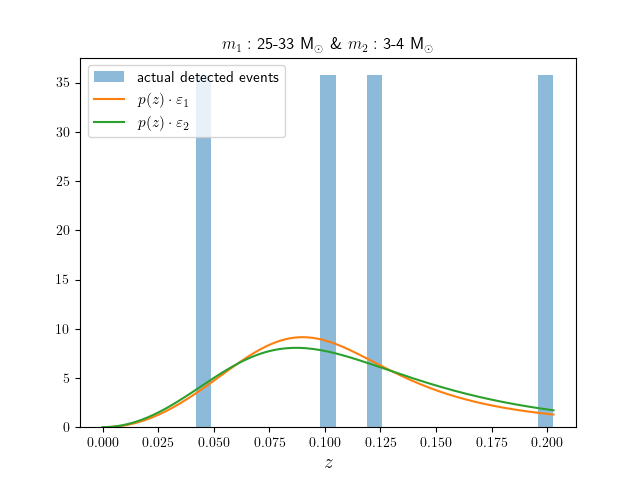 m₁ : 25-33 M⊙ & m₂ : 3-4 M⊙
actual detected events
p(z) · ε₁
p(z) · ε₂
35
30
25
20
15
10
5
0
0.000 0.025 0.050 0.075 0.100 0.125 0.150 0.175 0.200
z